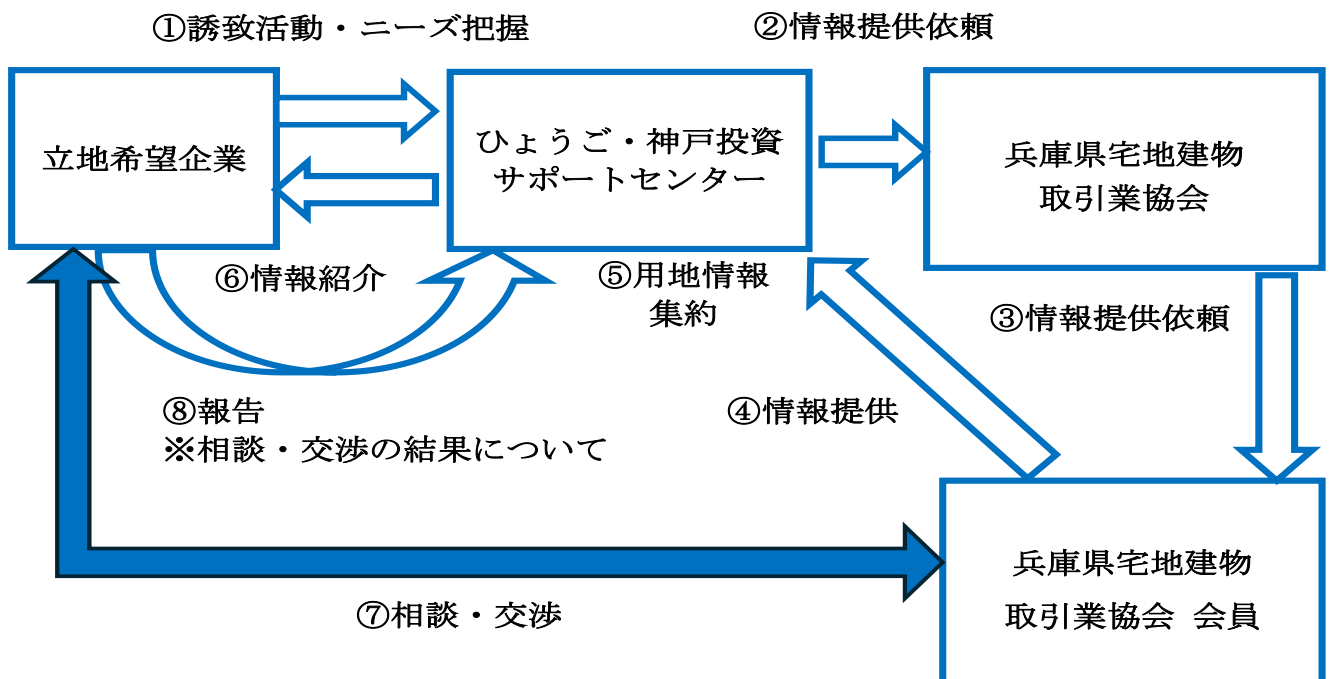 ①誘致活動・ニーズ把握
②情報提供依頼
立地希望企業
ひょうご・神戸投資
サポートセンター
兵庫県宅地建物
取引業協会
⑥情報紹介
⑤用地情報
集約
③情報提供依頼
④情報提供
⑧報告
※相談・交渉の結果について
⑦相談・交渉
兵庫県宅地建物
取引業協会 会員